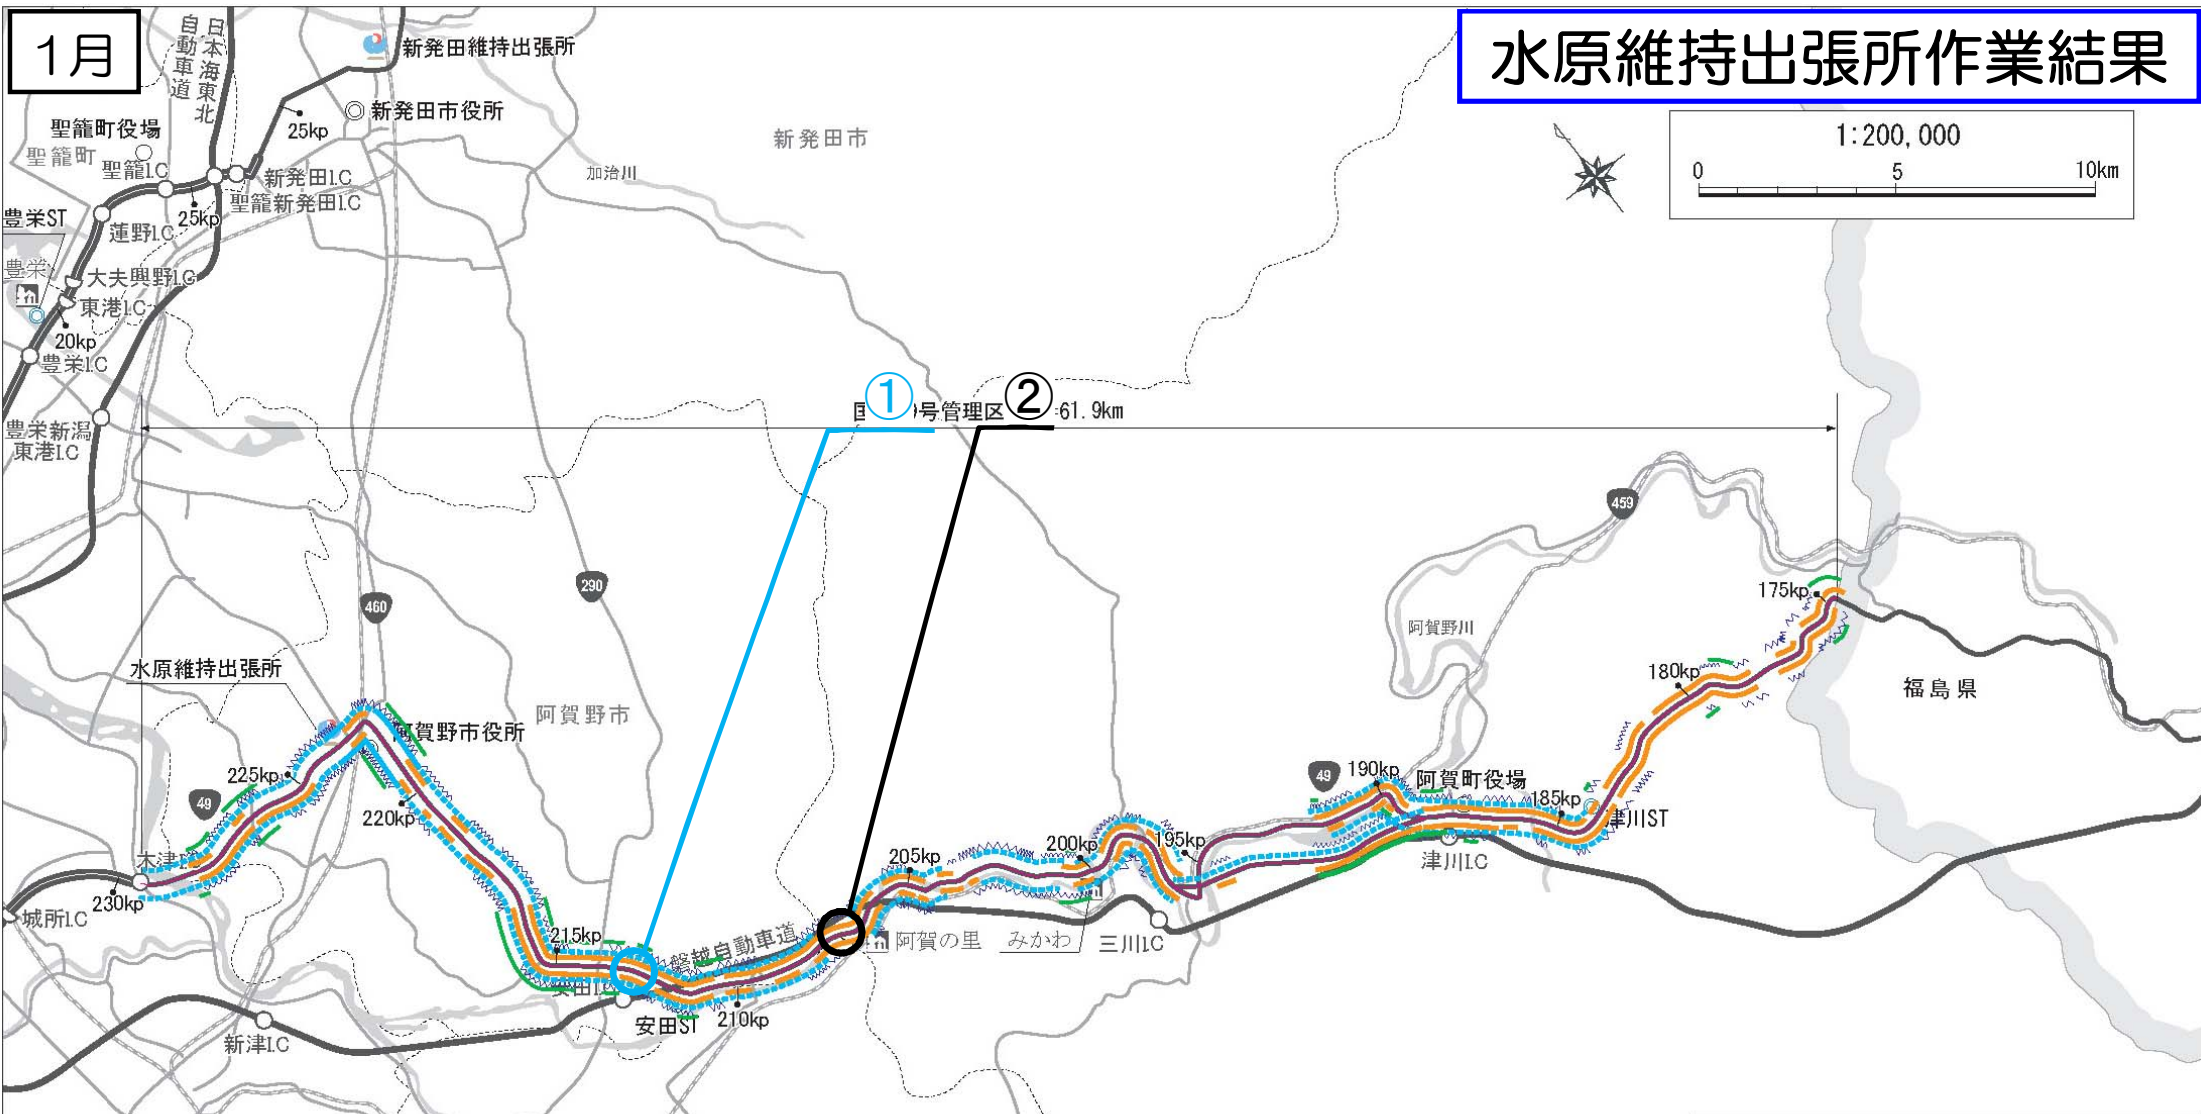 1月
水原維持出張所作業結果
1:200,000
0 5 10km
日本海東北
自動車道
新発田維持出張所
新発田市役所
25kp
聖籠町役場
聖籠町
聖籠I.C
新発田I.C
聖籠新発田I.C
25kp
蓮野I.C
豊栄ST
豊栄
大夫興野I.C
東港I.C
20kp
豊栄I.C
豊栄新潟
東港I.C
新発田市
加治川
①
②
国 号管理区 61.9km
459
290
460
175kp
阿賀野川
水原維持出張所
阿賀野市
180kp
福島県
阿賀野市役所
225kp
49
220kp
49
190kp
阿賀町役場
185kp
津川ST
津川I.C
木津I.C
230kp
城所I.C
205kp
200kp
195kp
215kp
磐越自動車道
阿賀の里
みかわ
三川I.C
安田I.C
安田ST
210kp
新津I.C